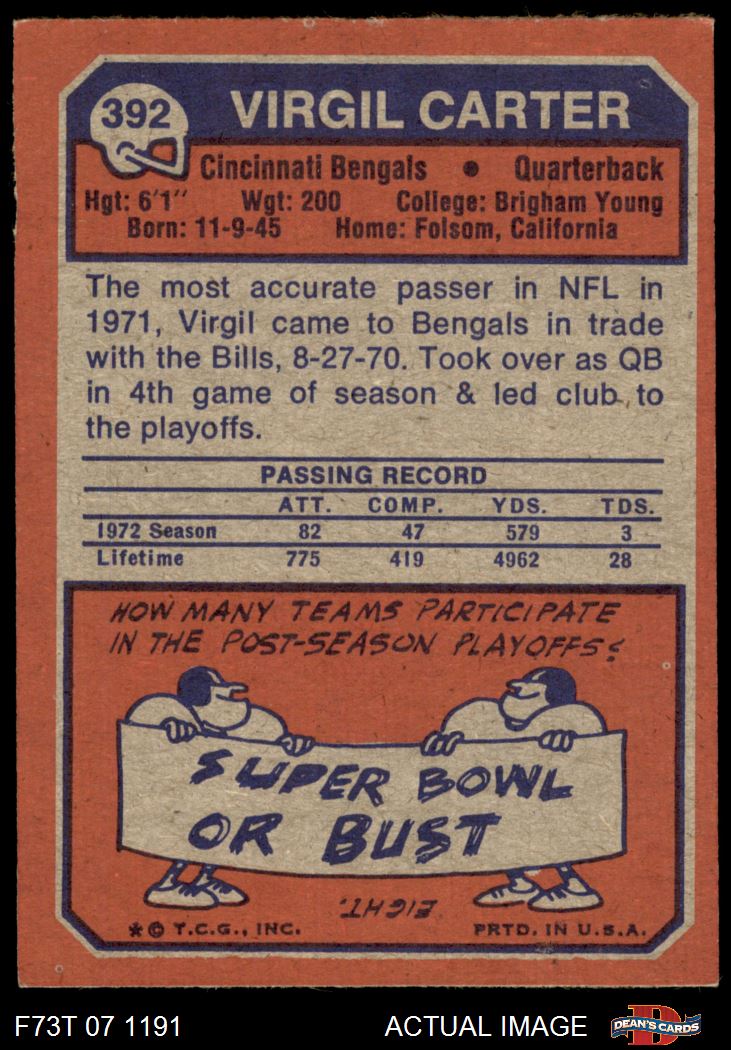 392 VIRGIL CARTER
Cincinnati Bengals • Quarterback
Hgt: 6'1" Wgt: 200 College: Brigham Young
Born: 11-9-45 Home: Folsom, California
The most accurate passer in NFL in
1971, Virgil came to Bengals in trade
with the Bills, 8-27-70. Took over as QB
in 4th game of season & led club to
the playoffs.
PASSING RECORD
ATT. COMP. YDS. TDS.
1972 Season 82 47 579 3
Lifetime 775 419 4962 28
HOW MANY TEAMS PARTICIPATE
IN THE POST-SEASON PLAYOFFS?
SUPER BOWL
OR BUST
EIGHT.
*© T.C.G., INC. PRTD. IN U.S.A.
F73T 07 1191 ACTUAL IMAGE DEAN'S CARDS